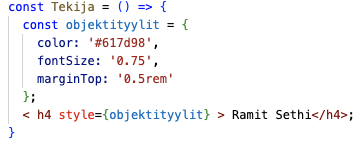 const Tekija = () => {
const objektityylit = {
color: '#617d98',
fontSize: '0.75',
marginTop: '0.5rem'
};
< h4 style={objektityylit} > Ramit Sethi</h4>;
}